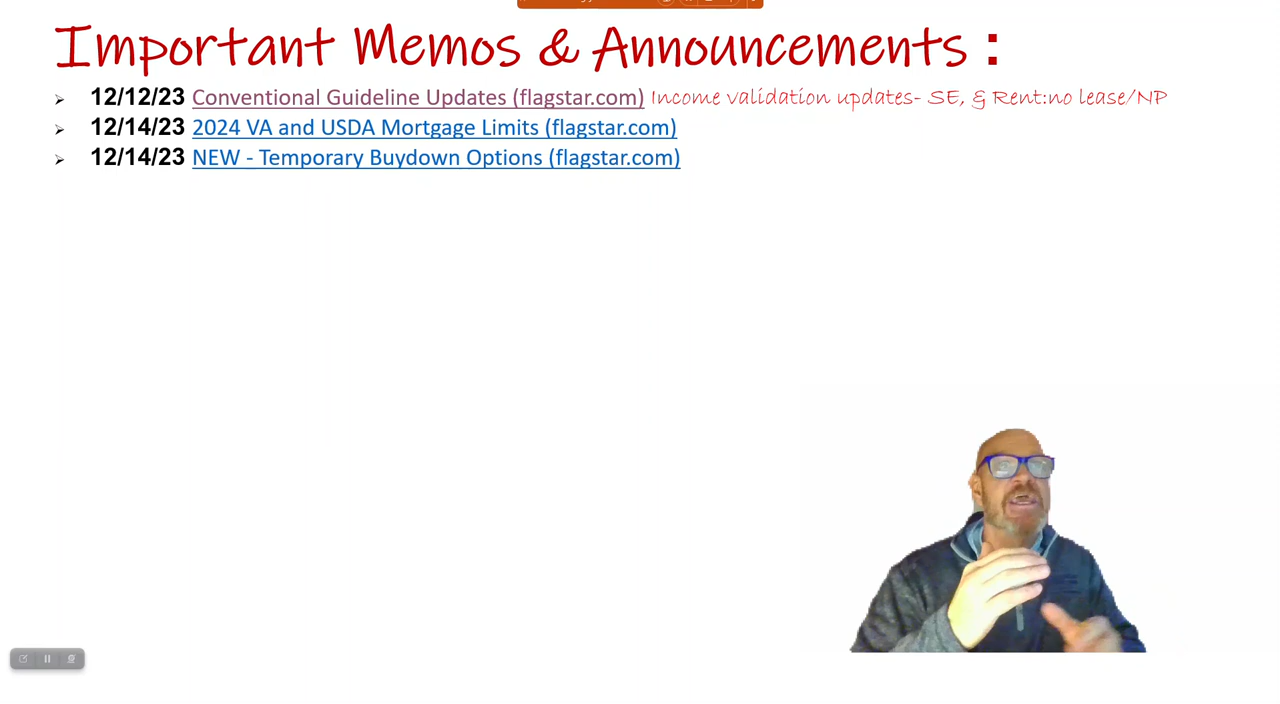 Important Memos & Announcements :
12/12/23 Conventional Guideline Updates (flagstar.com) Income validation updates- SE, & Rent:no lease/NP
12/14/23 2024 VA and USDA Mortgage Limits (flagstar.com)
12/14/23 NEW - Temporary Buydown Options (flagstar.com)